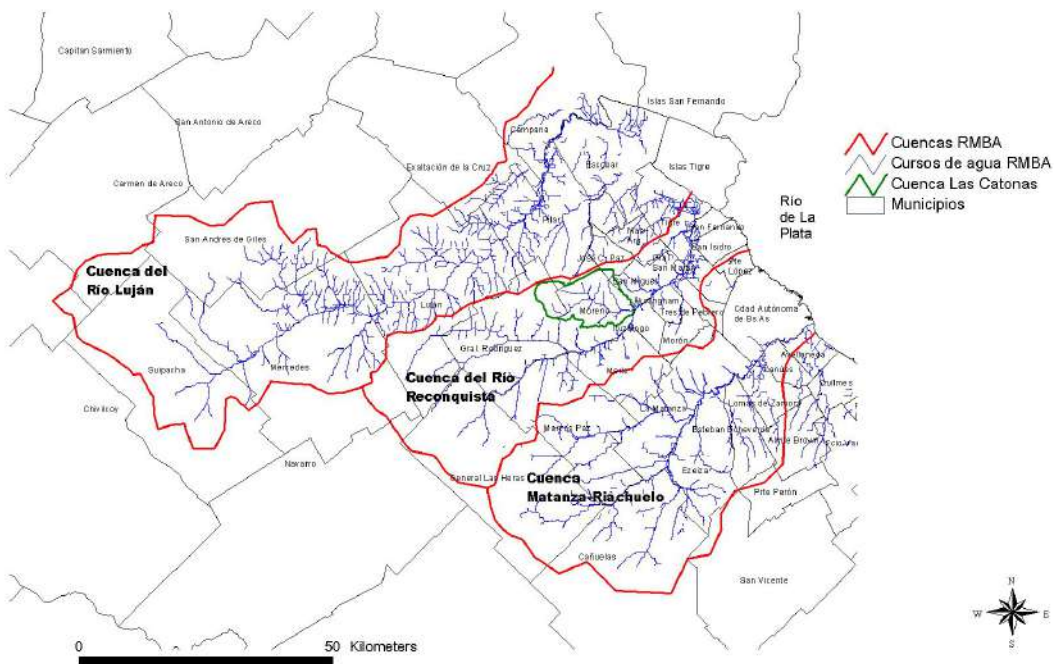 Capitan Sarmiento
San Antonio de Areco
Carmen de Areco
Exaltación de la Cruz
Campana
Islas San Fernando
Escobar
Islas Tigre
Pilar
San Andres de Giles
Cuenca del
Río Luján
Tigre
San Fernando
San Isidro
José C. Paz
San Miguel
Río
de La
Plata
Luján
Moreno
Cdad Autónoma
de Bs.As
Tres de Febrero
Morón
Gral. Rodríguez
Suipacha
Mercedes
Cuenca del Río
Reconquista
Chivilcoy
Navarro
Marcos Paz
La Matanza
Avellaneda
Lanús
Quilmes
Lomas de Zamora
Esteban Echeverría
Almte Brown
General Las Heras
Cuenca
Matanza-Riachuelo
Ezeiza
Pite Perón
Cañuelas
San Vicente
Cuencas RMBA
Cursos de agua RMBA
Cuenca Las Catonas
Municipios
N
W
E
S
0
50 Kilometers